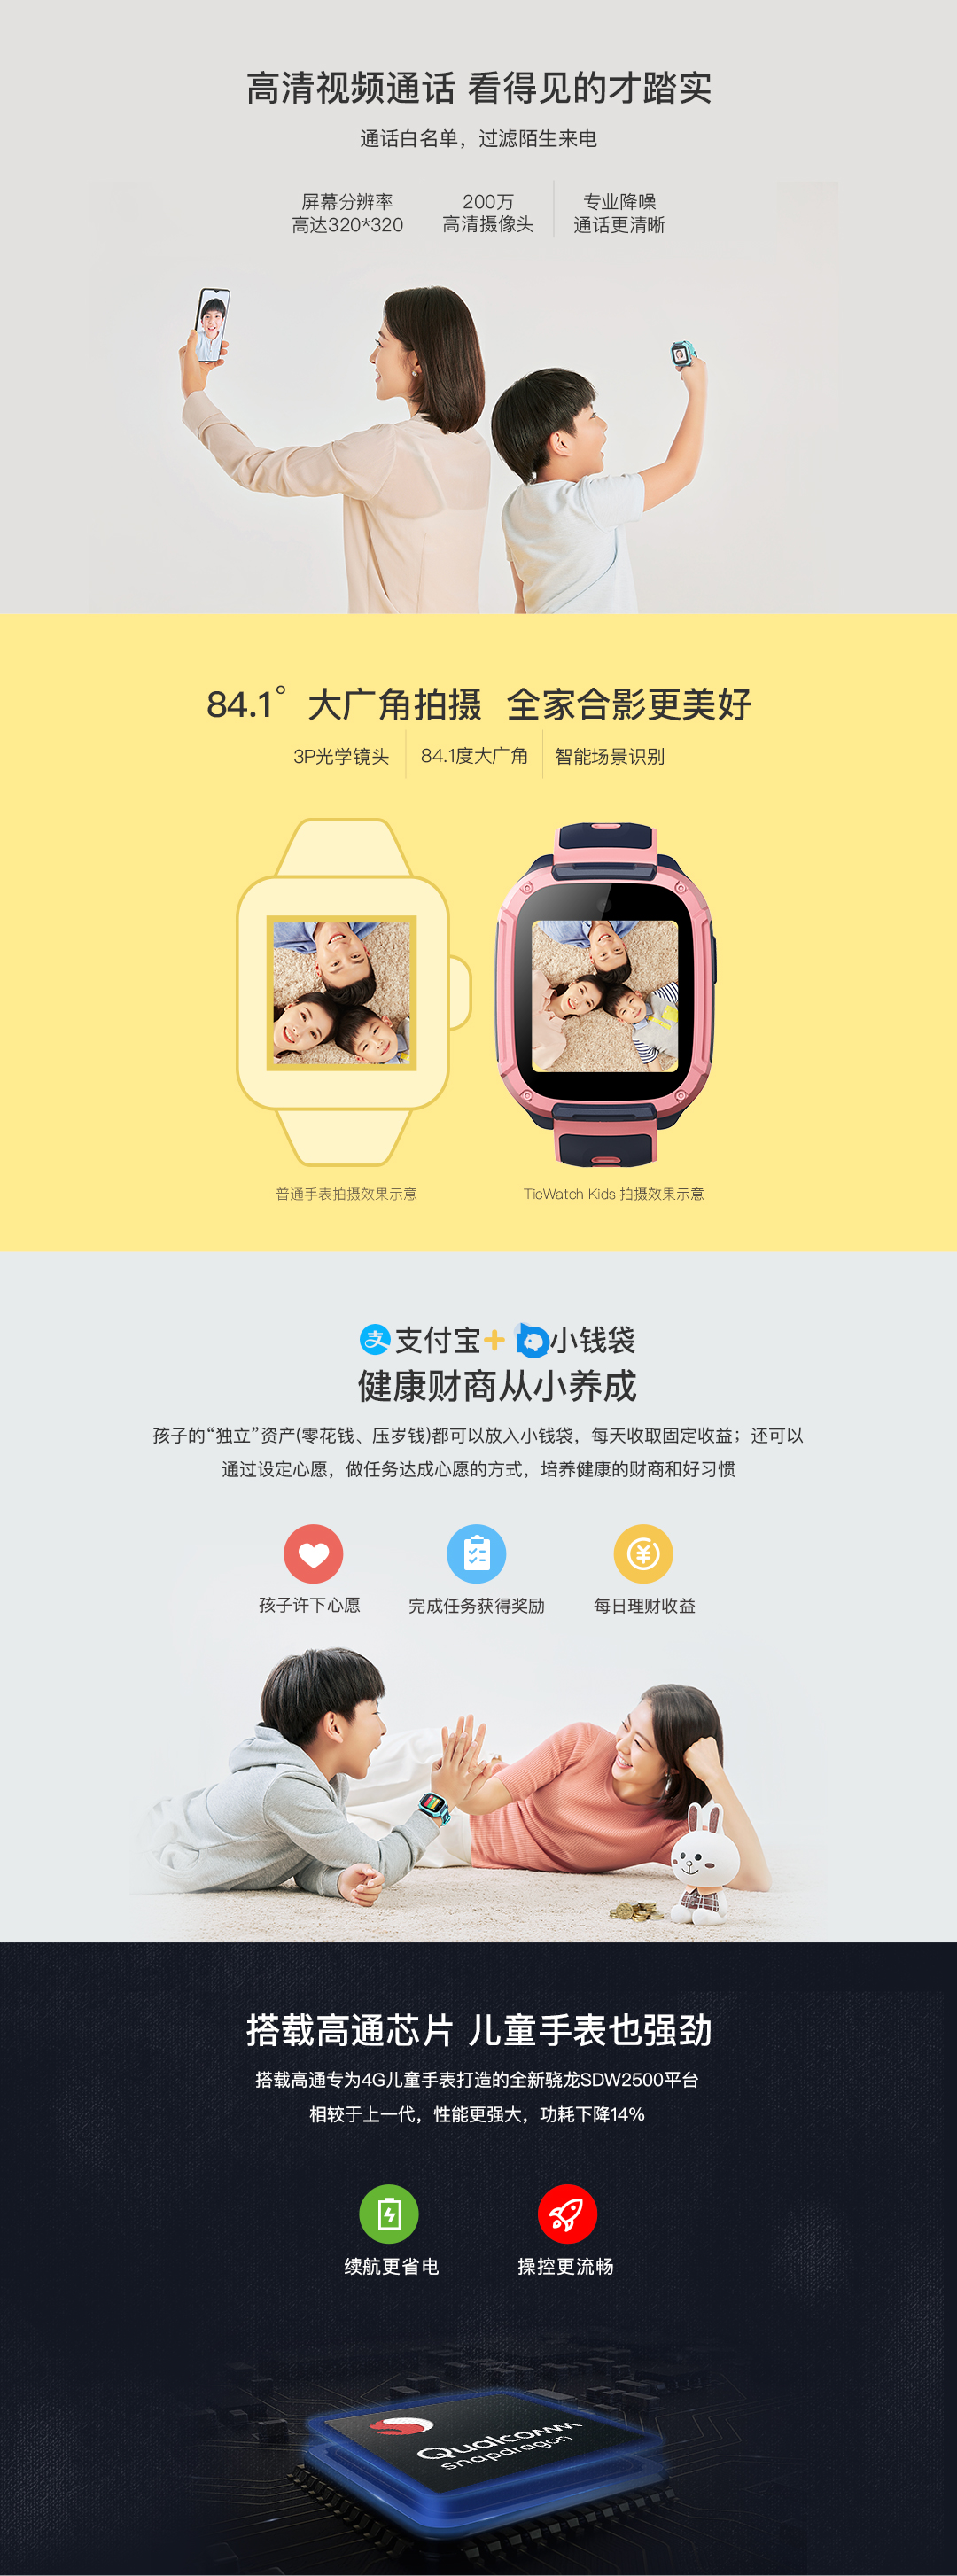 高清视频通话 看得见的才踏实
通话白名单，过滤陌生来电
屏幕分辨率
高达320*320
200万
高清摄像头
专业降噪
通话更清晰
84.1°大广角拍摄 全家合影更美好
3P光学镜头
84.1度大广角
智能场景识别
普通手表拍摄效果示意
TicWatch Kids 拍摄效果示意
支 支付宝+小钱袋
健康财商从小养成
孩子的“独立”资产(零花钱、压岁钱)都可以放入小钱袋，每天收取固定收益；还可以
通过设定心愿，做任务达成心愿的方式，培养健康的财商和好习惯
孩子许下心愿
完成任务获得奖励
¥
每日理财收益
搭载高通芯片 儿童手表也强劲
搭载高通专为4G儿童手表打造的全新骁龙SDW2500平台
相较于上一代，性能更强大，功耗下降14%
续航更省电
操控更流畅
Qualcomm
snapdragon